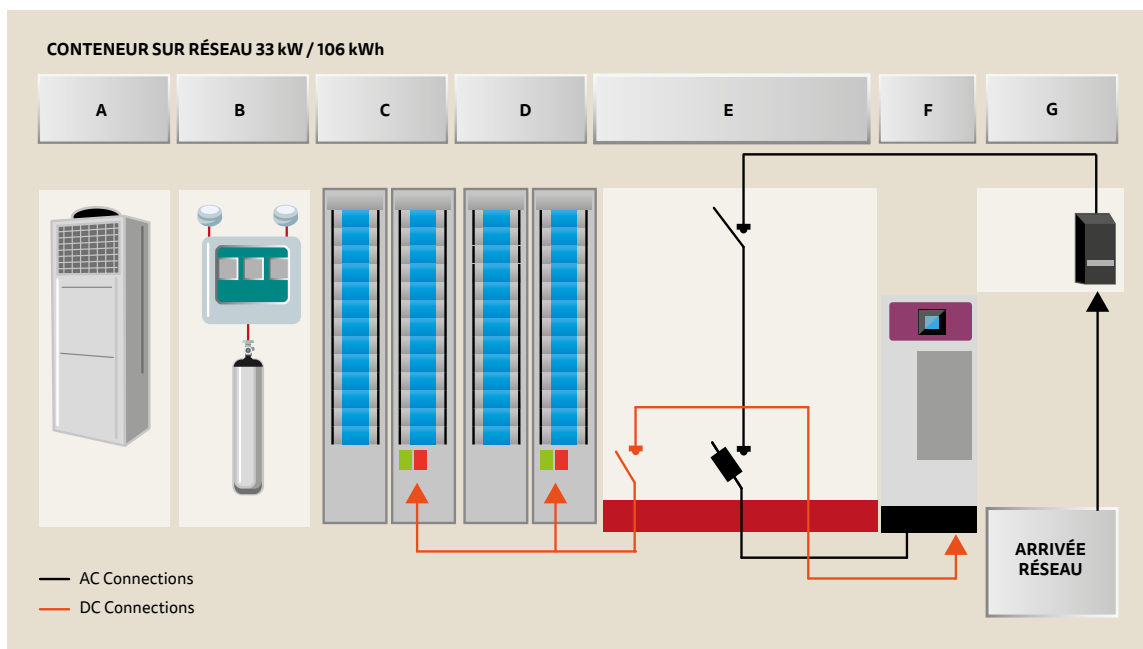 CONTENEUR SUR RÉSEAU 33 kW / 106 kWh
A
B
C
D
E
F
G
ARRIVÉE
RÉSEAU
AC Connections
DC Connections